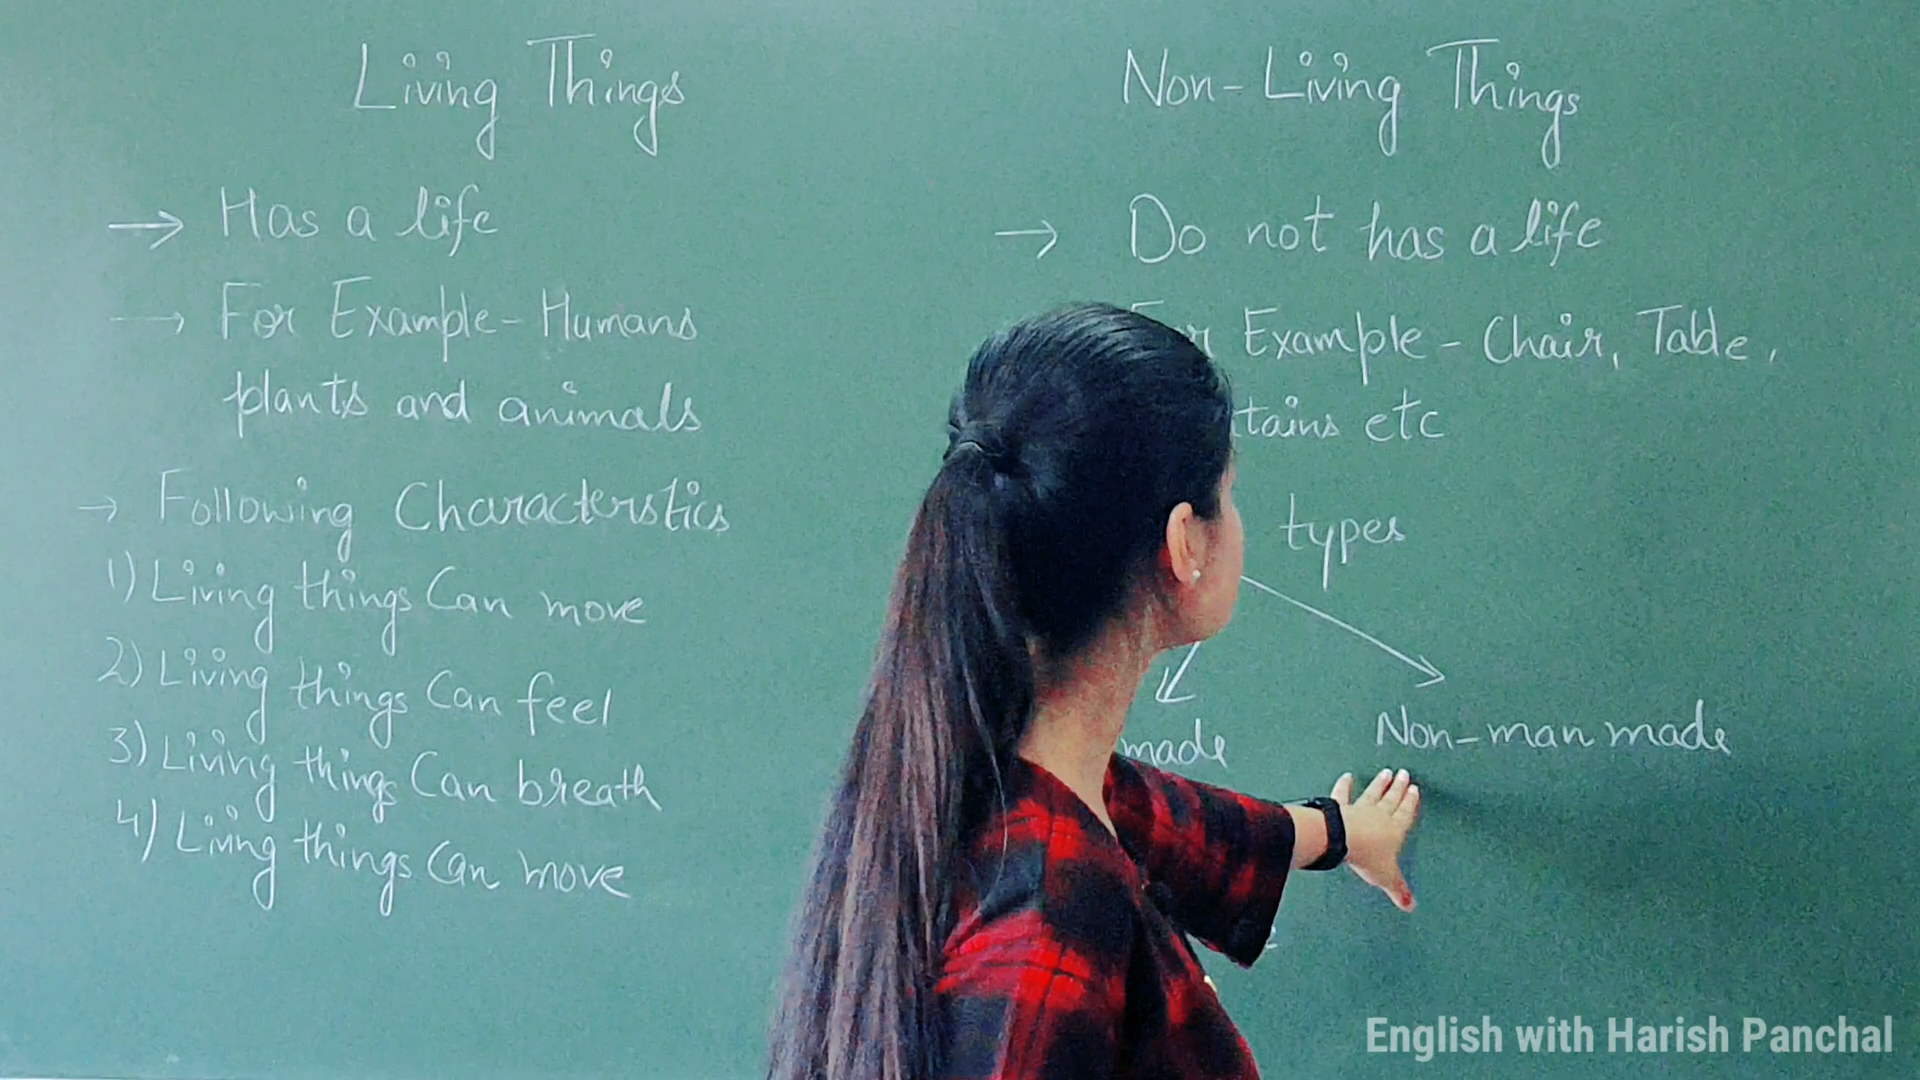 Living Things
→ Has a life
→ For Example - Humans
plants and animals
→ Following Characterstics
1) Living things Can move
2) Living things Can feel
3) Living things Can breath
4) Living things Can move
Non-Living Things
→ Do not has a life
Example - Chair, Table,
etc
types
made
Non-man made
English with Harish Panchal